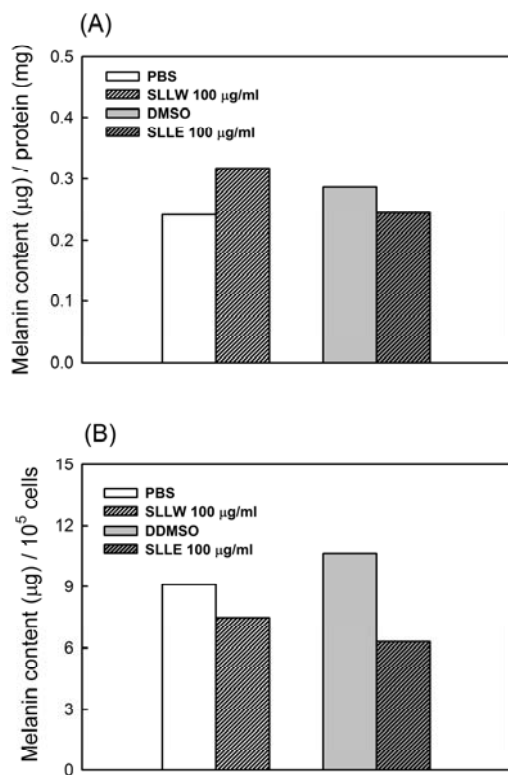 (A)
Melanin content (μg) / protein (mg)
0.5
0.4
0.3
0.2
0.1
0.0
PBS
SLLW 100 μg/ml
DMSO
SLLE 100 μg/ml
(B)
Melanin content (μg) / 10⁵ cells
15
12
9
6
3
0
PBS
SLLW 100 μg/ml
DDMSO
SLLE 100 μg/ml